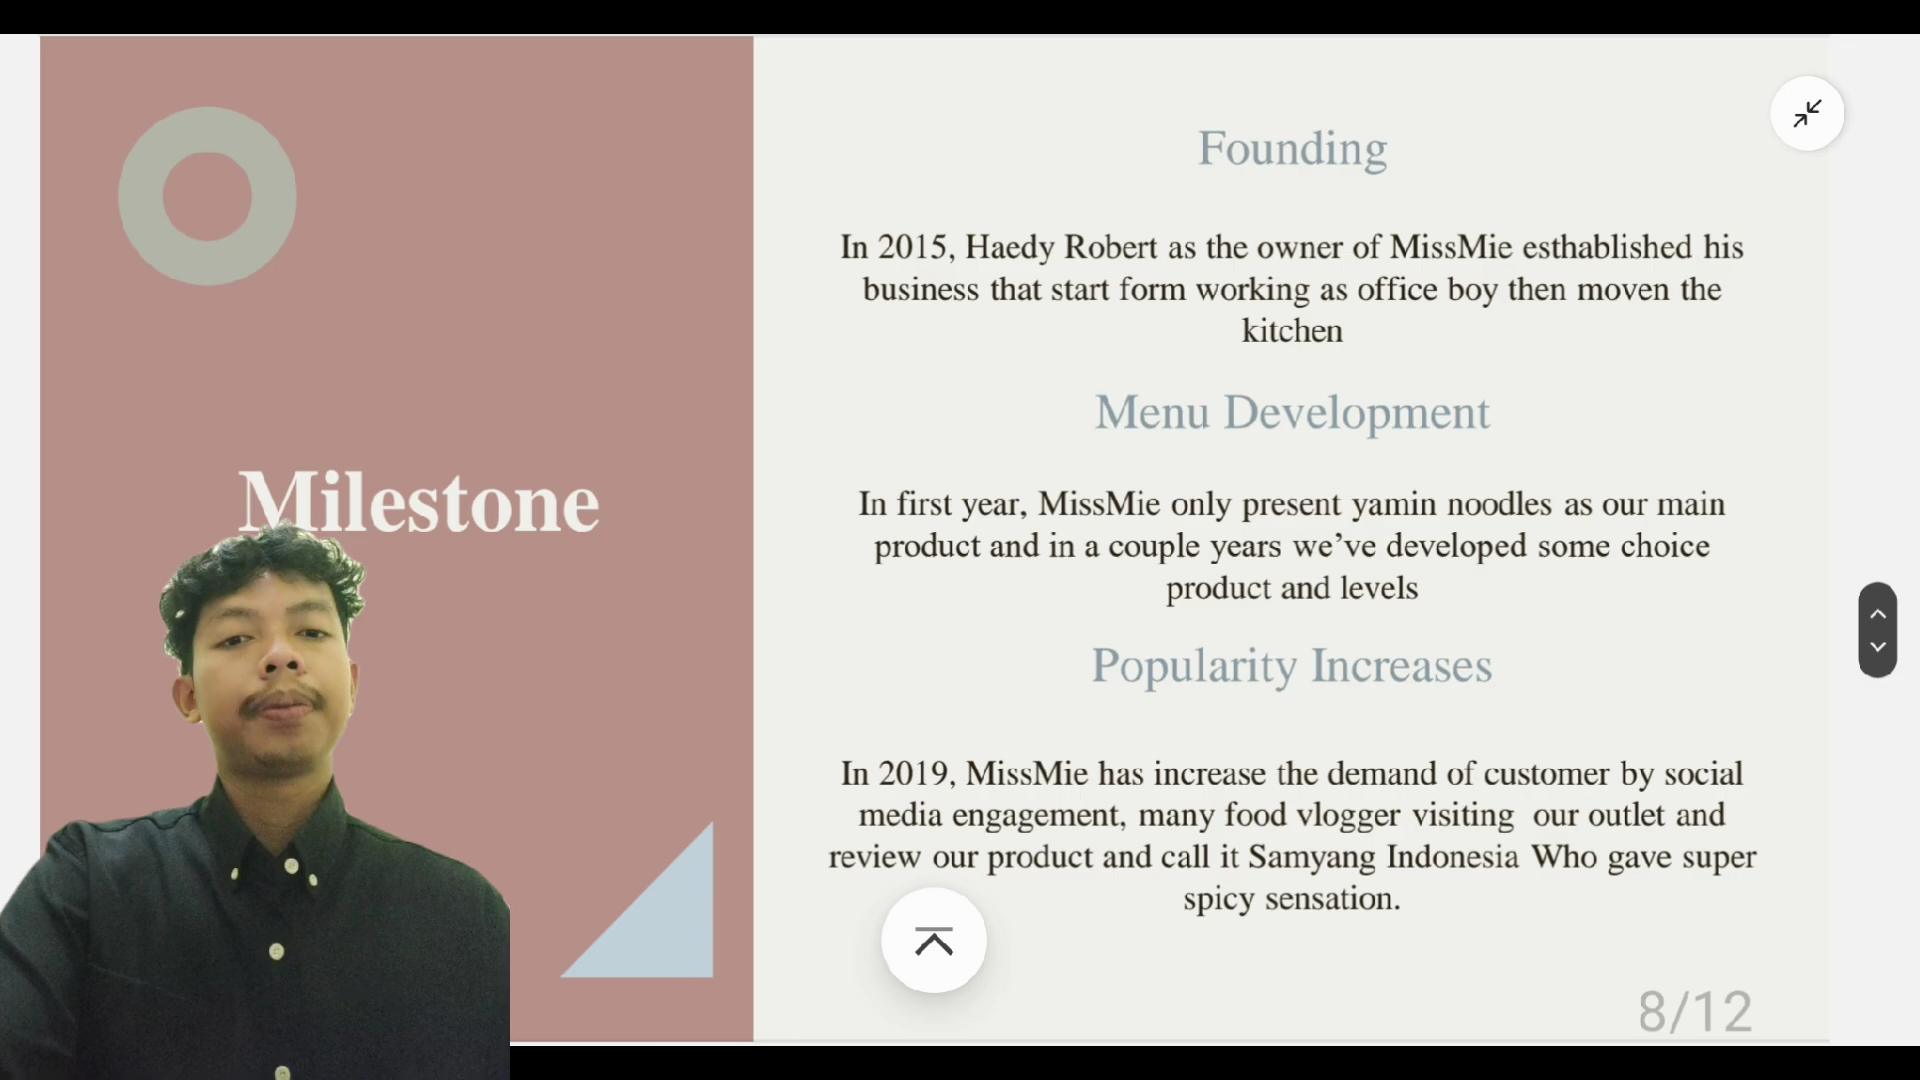 Milestone
Founding
In 2015, Haedy Robert as the owner of MissMie esthablished his
business that start form working as office boy then moven the
kitchen
Menu Development
In first year, MissMie only present yamin noodles as our main
product and in a couple years we’ve developed some choice
product and levels
Popularity Increases
In 2019, MissMie has increase the demand of customer by social
media engagement, many food vlogger visiting our outlet and
review our product and call it Samyang Indonesia Who gave super
spicy sensation.
8/12